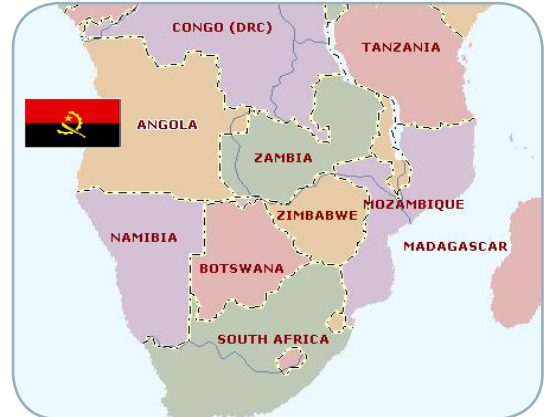 CONGO (DRC)
TANZANIA
ANGOLA
ZAMBIA
MOZAMBIQUE
ZIMBABWE
NAMIBIA
MADAGASCAR
BOTSWANA
SOUTH AFRICA